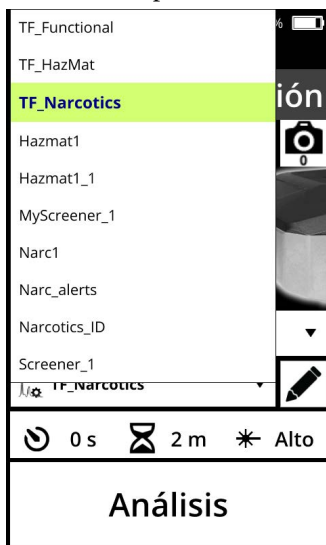 TF_Functional
%
TF_HazMat
TF_Narcotics
ión
Hazmat1
0
Hazmat1_1
MyScreener_1
Narc1
Narc_alerts
Narcotics_ID
Screener_1
TF_Narcotics
0 s 2 m Alto
Análisis